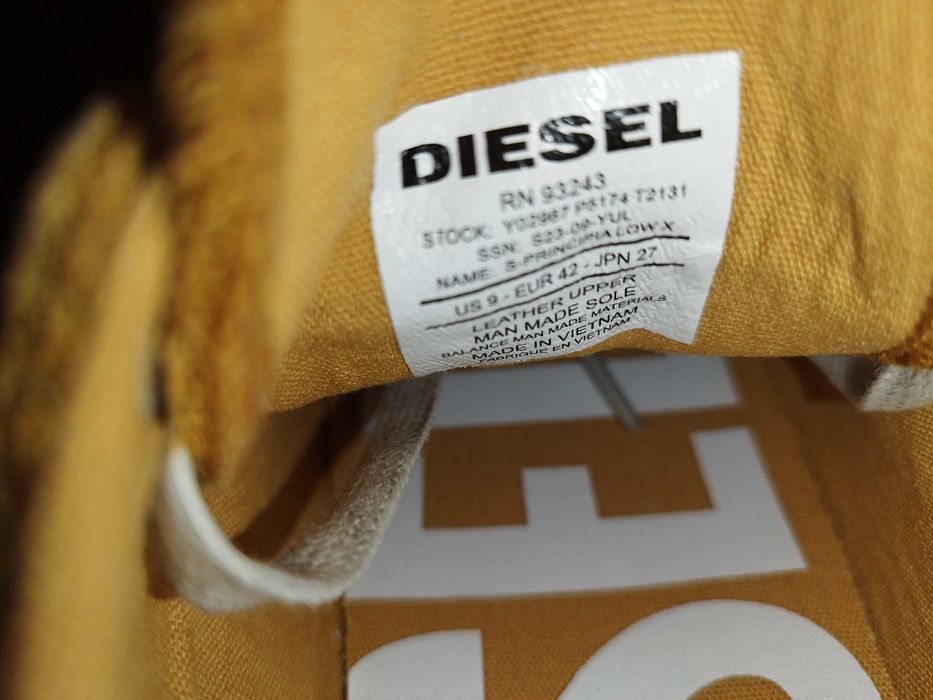 DIESEL
RN 93243
STOCK: Y02967 P5174 T2131
SSN: S23-09-YUL
NAME: S-PRINCIPIA LOW X
US 9 - EUR 42 - JPN 27
LEATHER UPPER
MAN MADE SOLE
BALANCE MAN MADE MATERIALS
MADE IN VIETNAM
FABRIQUE EN VIETNAM
E
S